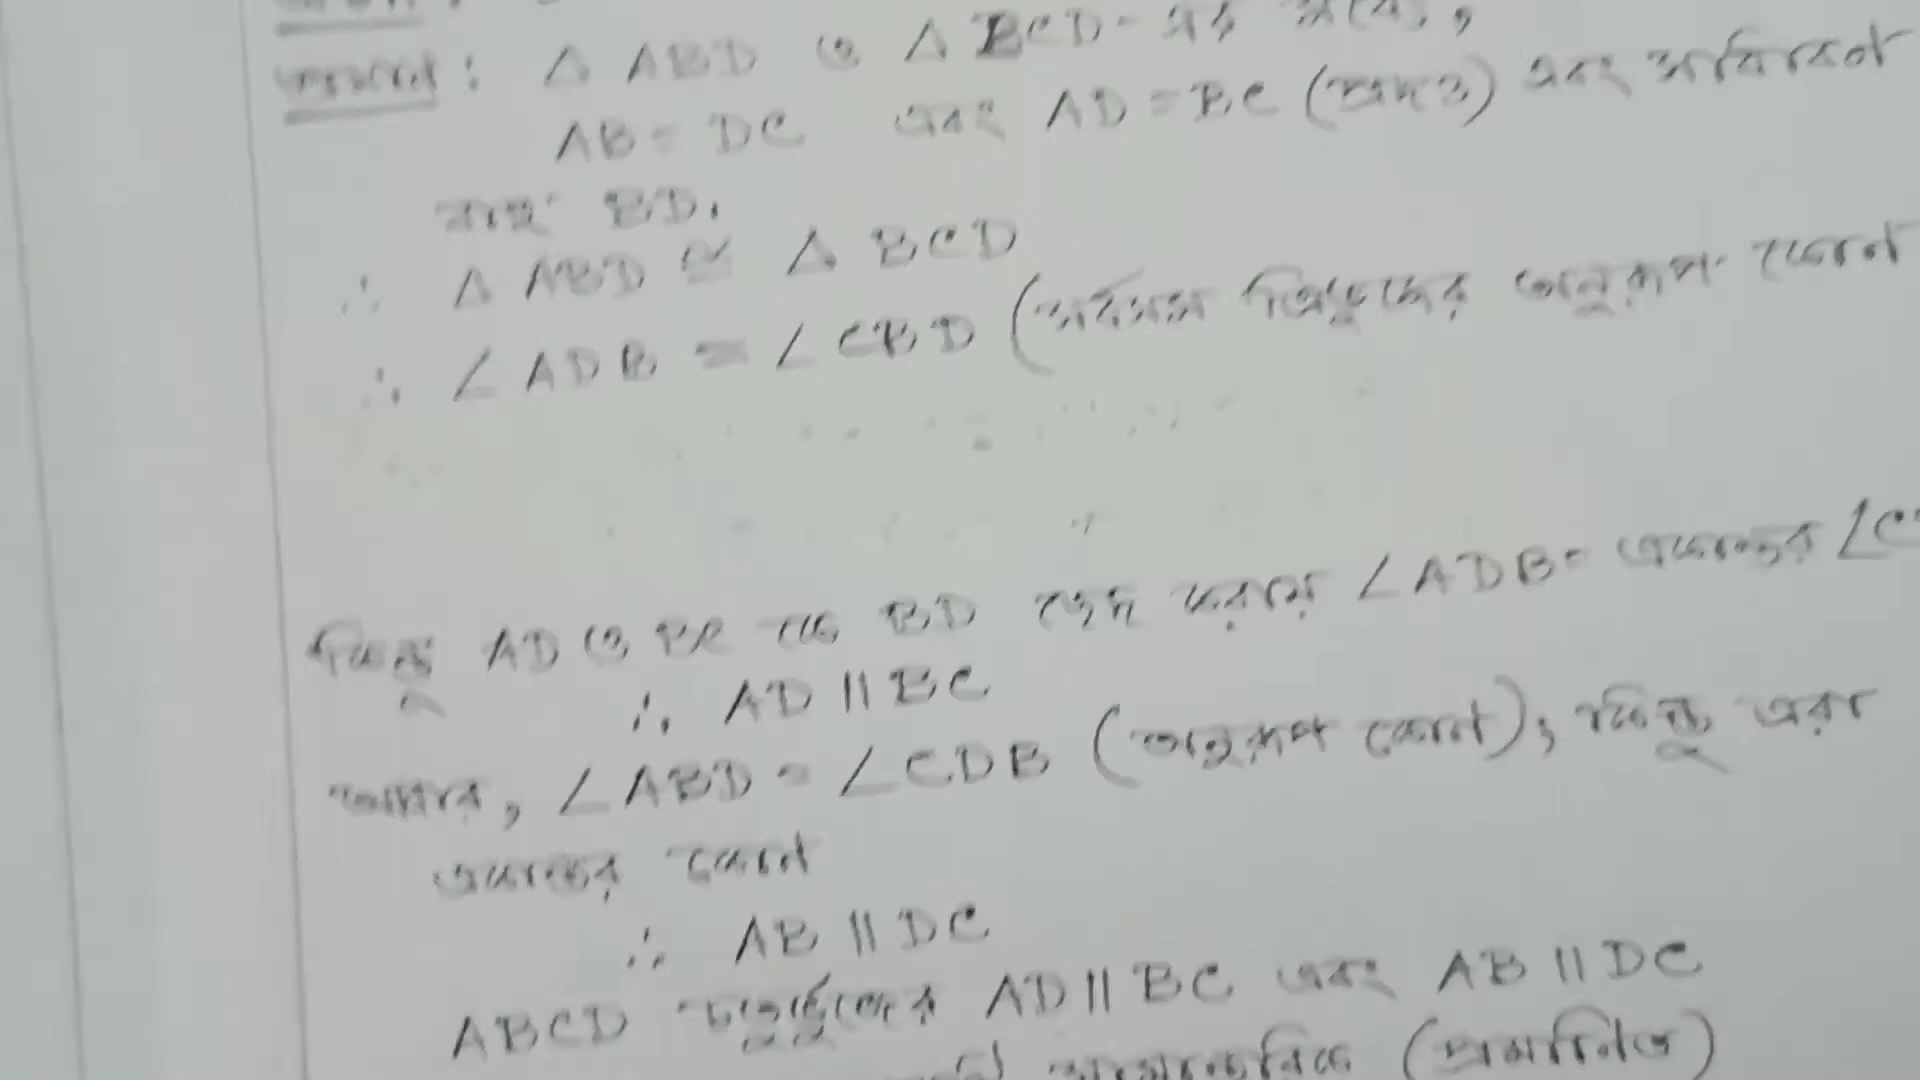 প্রমাণ : △ ABD ও △ BCD-এর মধ্যে,
AB = DC এবং AD = BC (প্রদত্ত) এবং
বাহু BD.
∴ △ ABD ≅ △ BCD
∴ ∠ADB = ∠CBD (সর্বসম ত্রিভুজের অনুরূপ কোণ
কিন্তু AD ও BC কে BD ছেদ করায় ∠ADB = একান্তর
∴ AD || BC
আবার, ∠ABD = ∠CDB (অনুরূপ কোণ), কিন্তু এরা
একান্তর কোণ
∴ AB || DC
ABCD চতুর্ভুজের AD || BC এবং AB || DC
সামান্তরিক (প্রমাণিত)